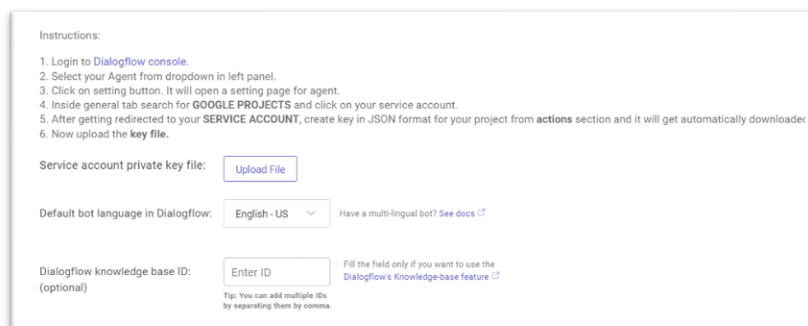 Instructions:
1. Login to Dialogflow console.
2. Select your Agent from dropdown in left panel.
3. Click on setting button. It will open a setting page for agent.
4. Inside general tab search for GOOGLE PROJECTS and click on your service account.
5. After getting redirected to your SERVICE ACCOUNT, create key in JSON format for your project from actions section and it will get automatically downloaded
6. Now upload the key file.
Service account private key file: Upload File
Default bot language in Dialogflow: English - US Have a multi-lingual bot? See docs
Fill the field only if you want to use the
Dialogflow knowledge base ID: Enter ID Dialogflow's Knowledge-base feature
(optional)
Tip: You can add multiple IDs
by separating them by comma.